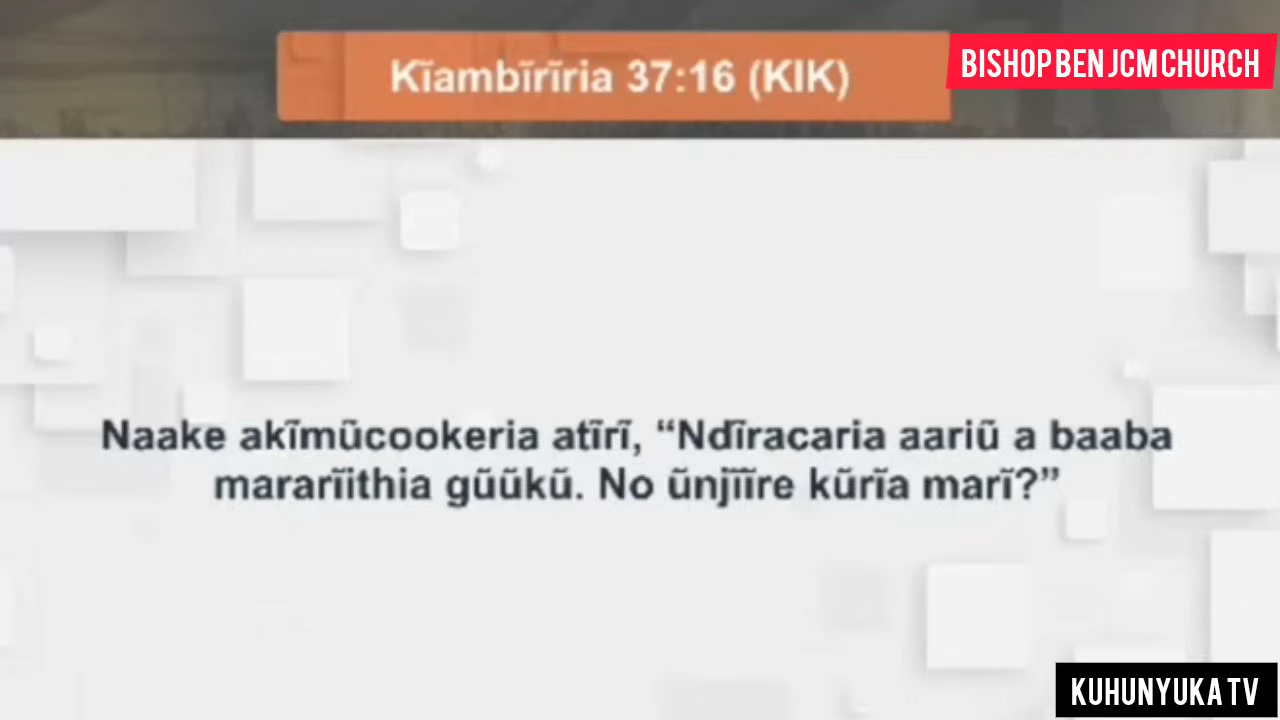 Kĩambĩrĩria 37:16 (KIK)
BISHOP BEN JCM CHURCH
Naake akĩmũcookeria atĩrĩ, “Ndĩracaria aariũ a baaba
mararĩithia gũũkũ. No ũnjĩĩre kũrĩa marĩ?”
KUHUNYUKA TV